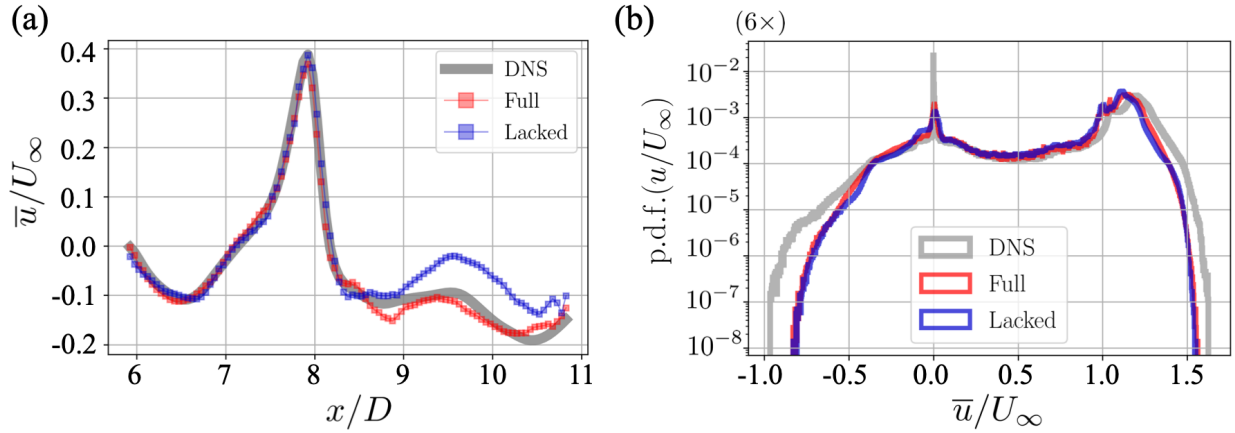 (a)
0.4
0.3
0.2
0.1
0.0
-0.1
-0.2
u̅/U∞
DNS
Full
Lacked
6 7 8 9 10 11
x/D
(b)
(6×)
10⁻²
10⁻³
10⁻⁴
10⁻⁵
10⁻⁶
10⁻⁷
10⁻⁸
p.d.f.(u/U∞)
DNS
Full
Lacked
-1.0 -0.5 0.0 0.5 1.0 1.5
u̅/U∞